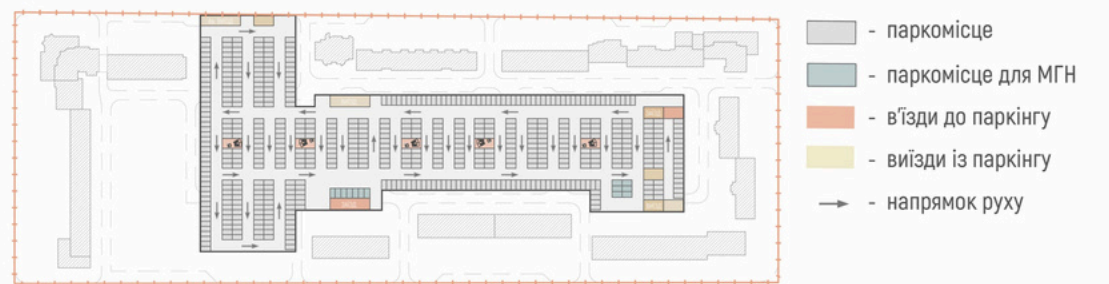 - паркомісце
- паркомісце для МГН
- в'їзди до паркінгу
- виїзди із паркінгу
- напрямок руху